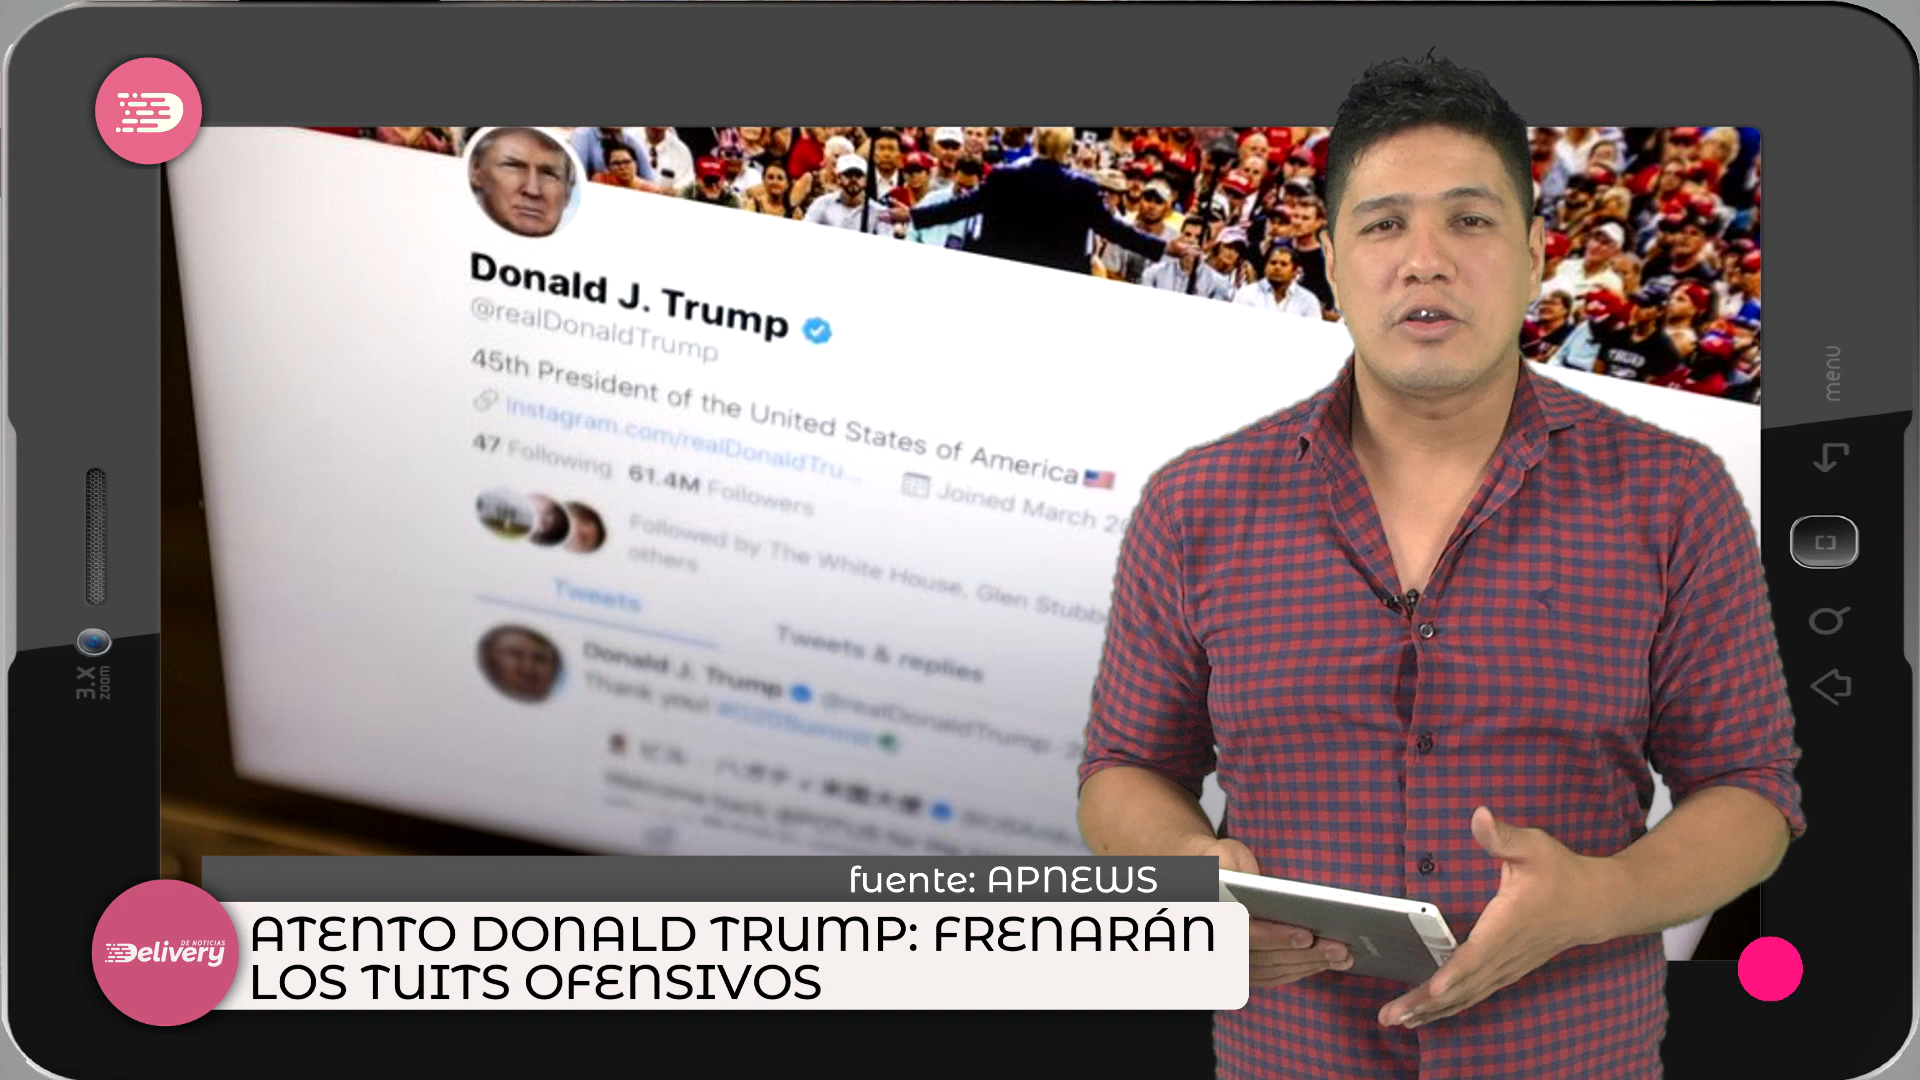 Donald J. Trump
@realDonaldTrump
45th President of the United States of America
Instagram.com/realDonaldTru...
Joined March 20
47 Following 61.4M Followers
Followed by The White House, Glen Stubb
others
Tweets
Tweets & replies
Donald J. Trump @realDonaldTrump
Thank you! #G20Summit
menu
3.X
zoom
fuente: APNEWS
DE NOTICIAS
Delivery
ATENTO DONALD TRUMP: FRENARÁN
LOS TUITS OFENSIVOS